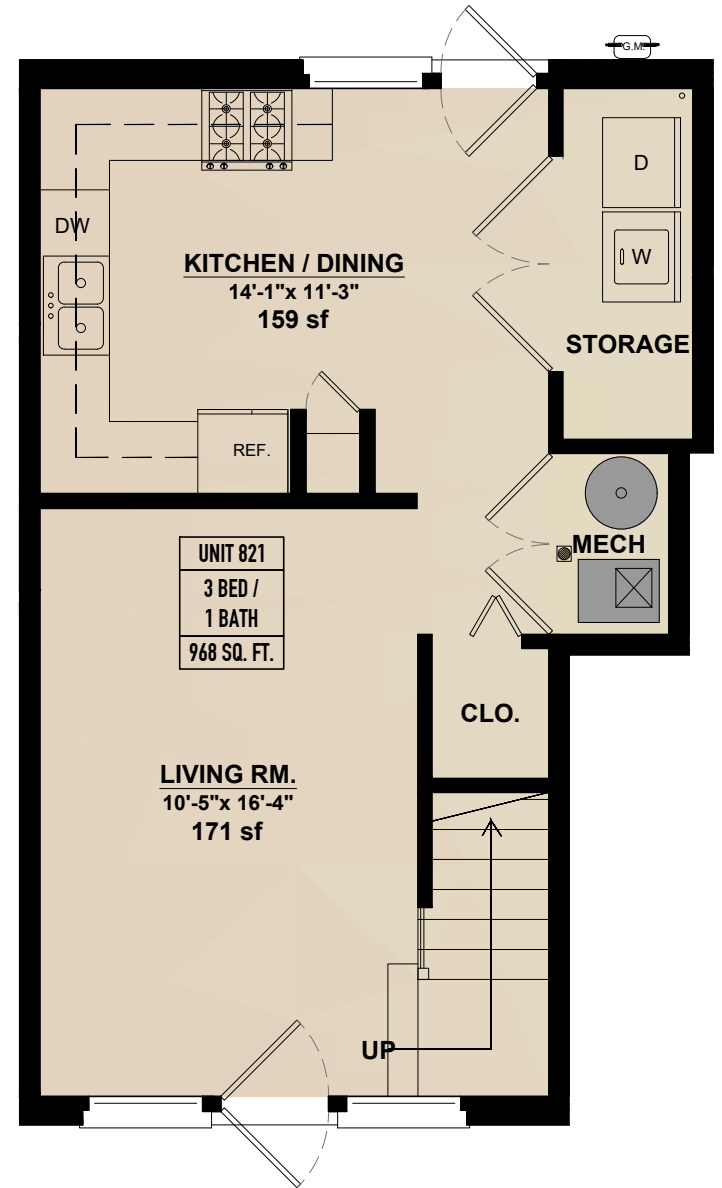 G.M.
D
DW
W
KITCHEN / DINING
14'-1"x 11'-3"
159 sf
STORAGE
REF.
MECH
UNIT 821
3 BED /
1 BATH
968 SQ. FT.
CLO.
LIVING RM.
10'-5"x 16'-4"
171 sf
UP